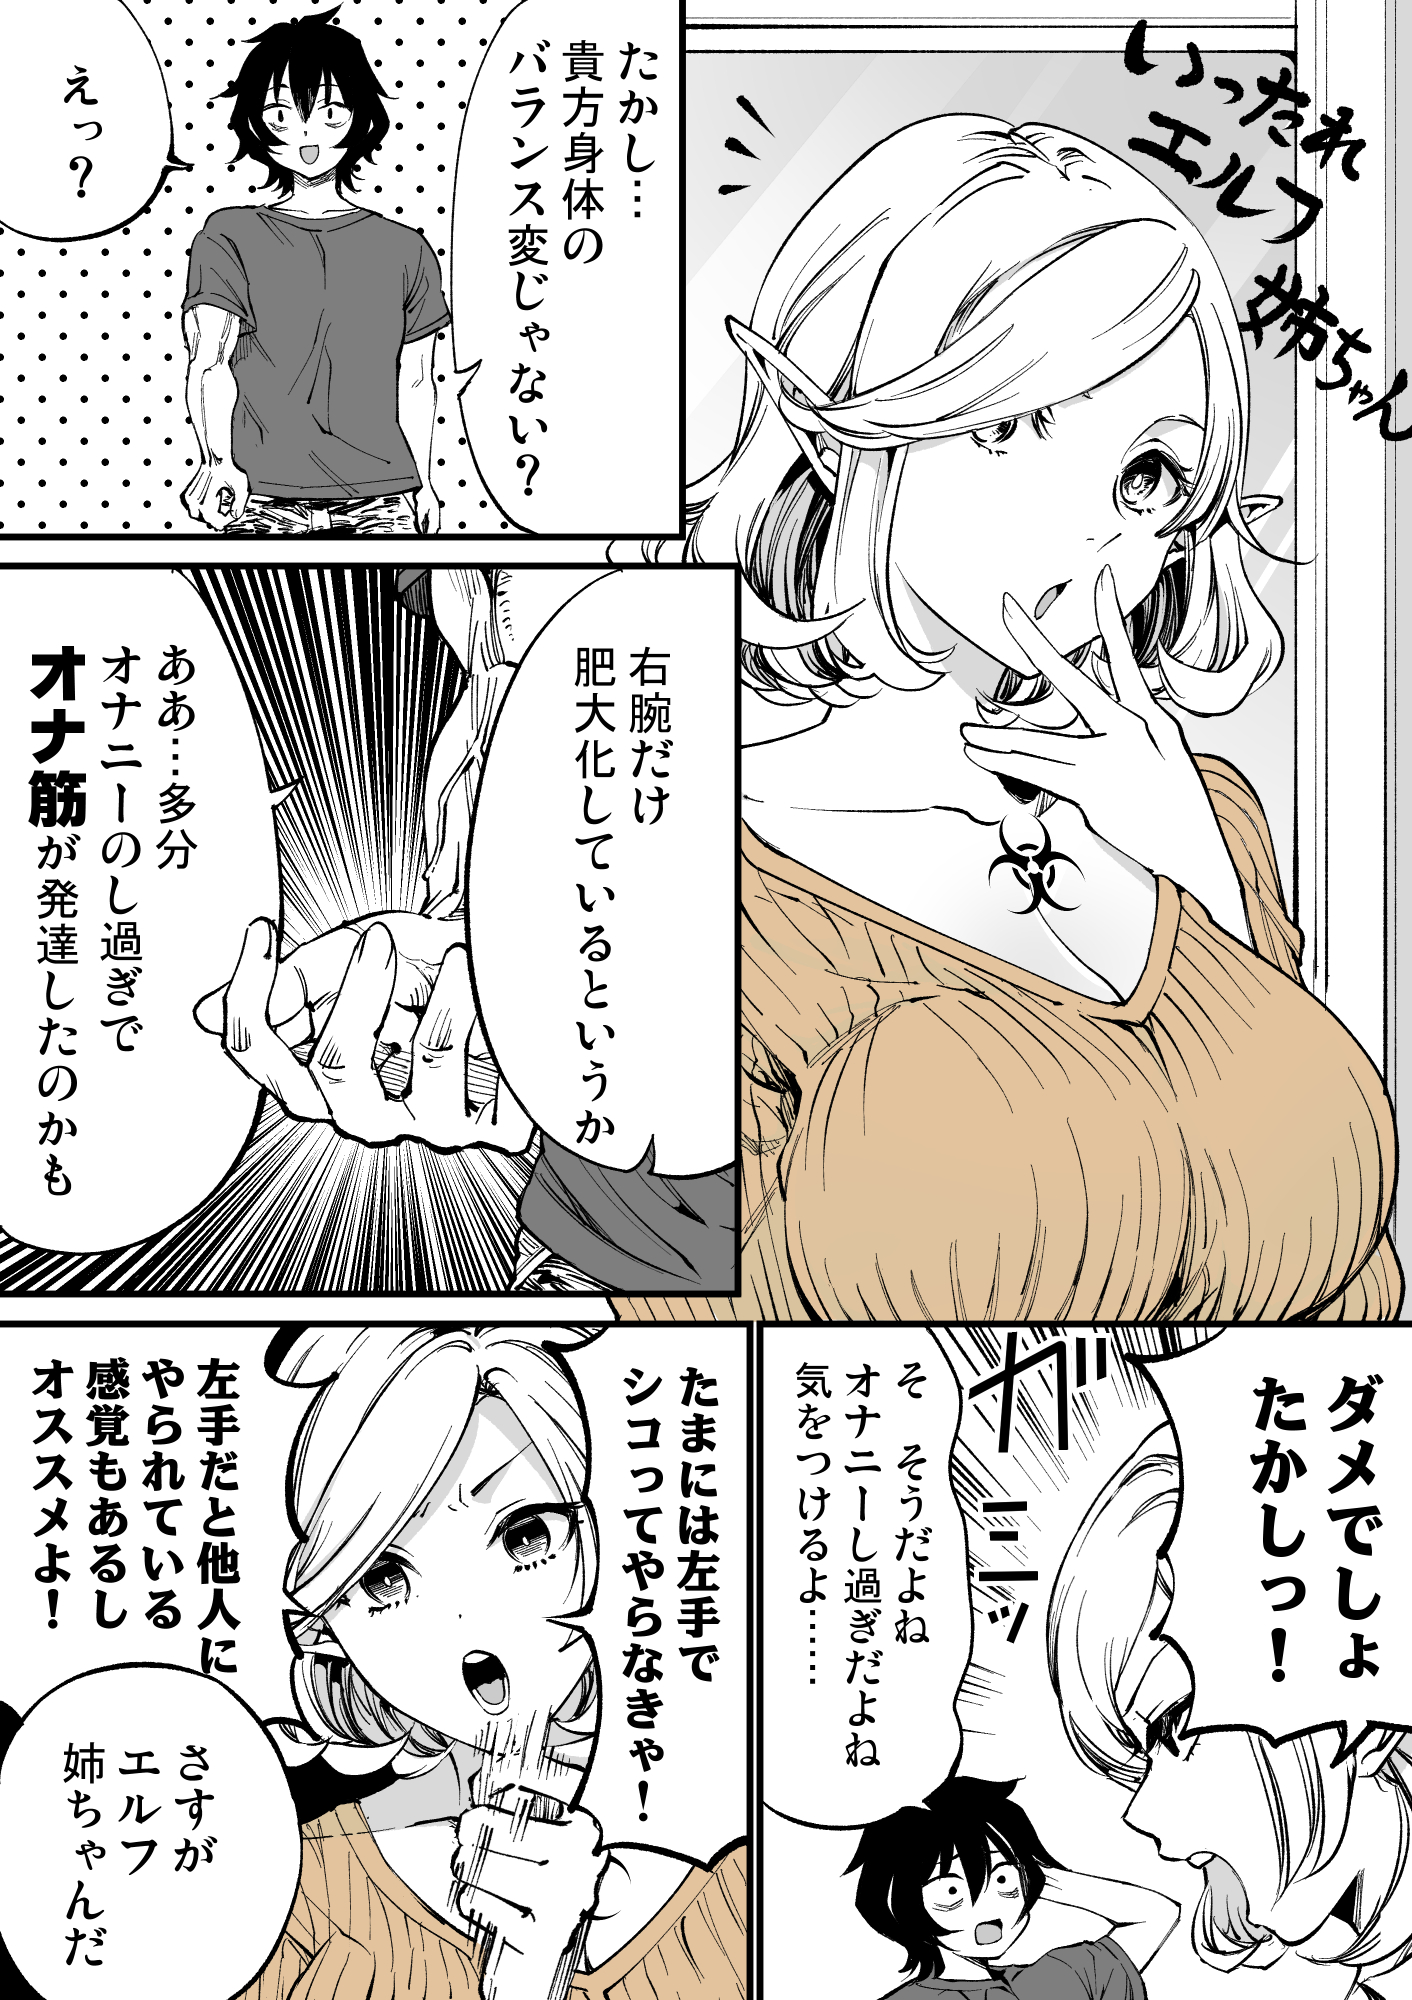 いったれ
エルフ
姉ちゃん
たかし…
貴方身体の
バランス変じゃない？
えっ？
右腕だけ
肥大化しているというか
ああ…多分
オナニーのし過ぎで
オナ筋が発達したのかも
ダメでしょ
たかしっ！
ガミガミッ
そ そうだよね
オナニーし過ぎだよね
気をつけるよ……
たまには左手で
シコってやらなきゃ！
左手だと他人に
やられている
感覚もあるし
オススメよ！
さすが
エルフ
姉ちゃんだ